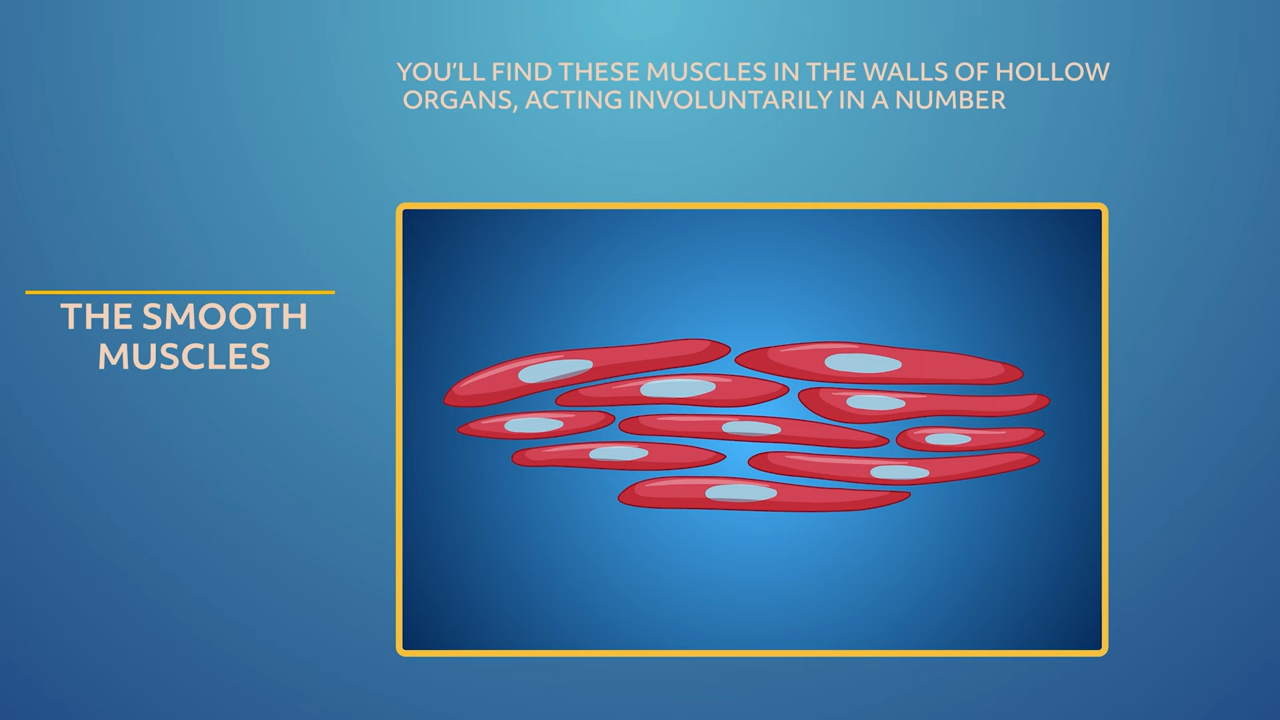 YOU'LL FIND THESE MUSCLES IN THE WALLS OF HOLLOW
ORGANS, ACTING INVOLUNTARILY IN A NUMBER
THE SMOOTH
MUSCLES